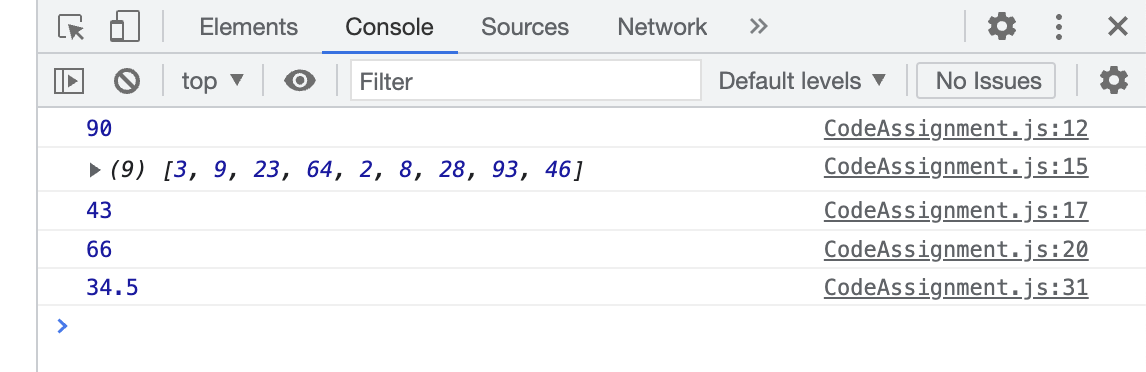 Elements Console Sources Network »
top ▼ Filter Default levels ▼ No Issues
90 CodeAssignment.js:12
▶ (9) [3, 9, 23, 64, 2, 8, 28, 93, 46] CodeAssignment.js:15
43 CodeAssignment.js:17
66 CodeAssignment.js:20
34.5 CodeAssignment.js:31
>